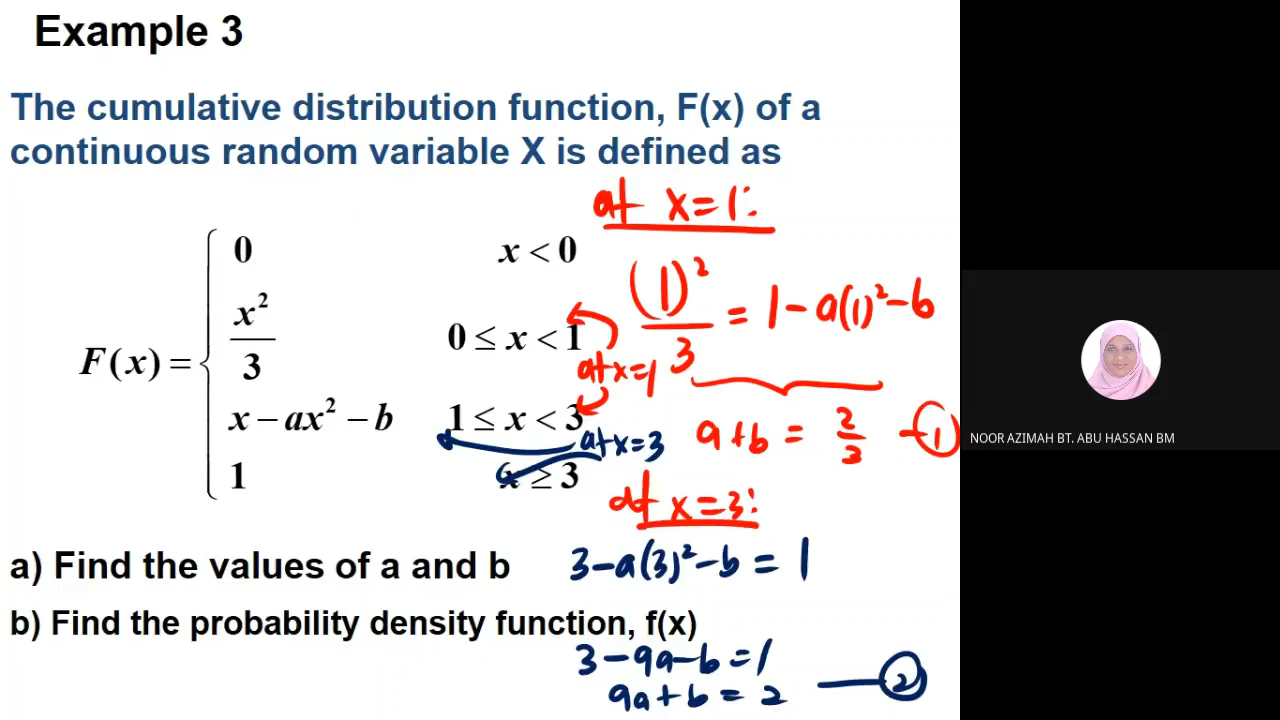 Example 3
The cumulative distribution function, F(x) of a
continuous random variable X is defined as
at x=1:
0 x < 0
(1)²/3 = 1 - a(1)² - b
x²/3 0 ≤ x < 1
at x=1
F(x) =
x - ax² - b 1 ≤ x < 3
at x=3
a+b = 2/3 — 1
NOOR AZIMAH BT. ABU HASSAN BM
1 x ≥ 3
at x=3:
a) Find the values of a and b
3-a(3)²-b = 1
b) Find the probability density function, f(x)
3-9a-b=1
9a+b = 2 — 2